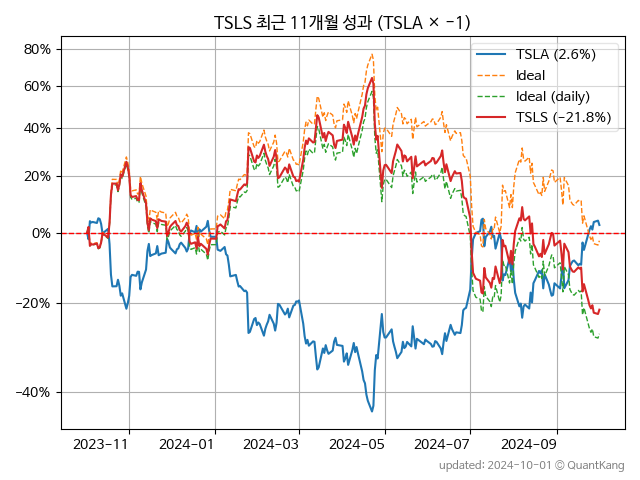 TSLS 최근 11개월 성과 (TSLA × −1)
80%
60%
40%
20%
0%
−20%
−40%
TSLA (2.6%)
Ideal
Ideal (daily)
TSLS (−21.8%)
2023-11
2024-01
2024-03
2024-05
2024-07
2024-09
updated: 2024-10-01 © QuantKang